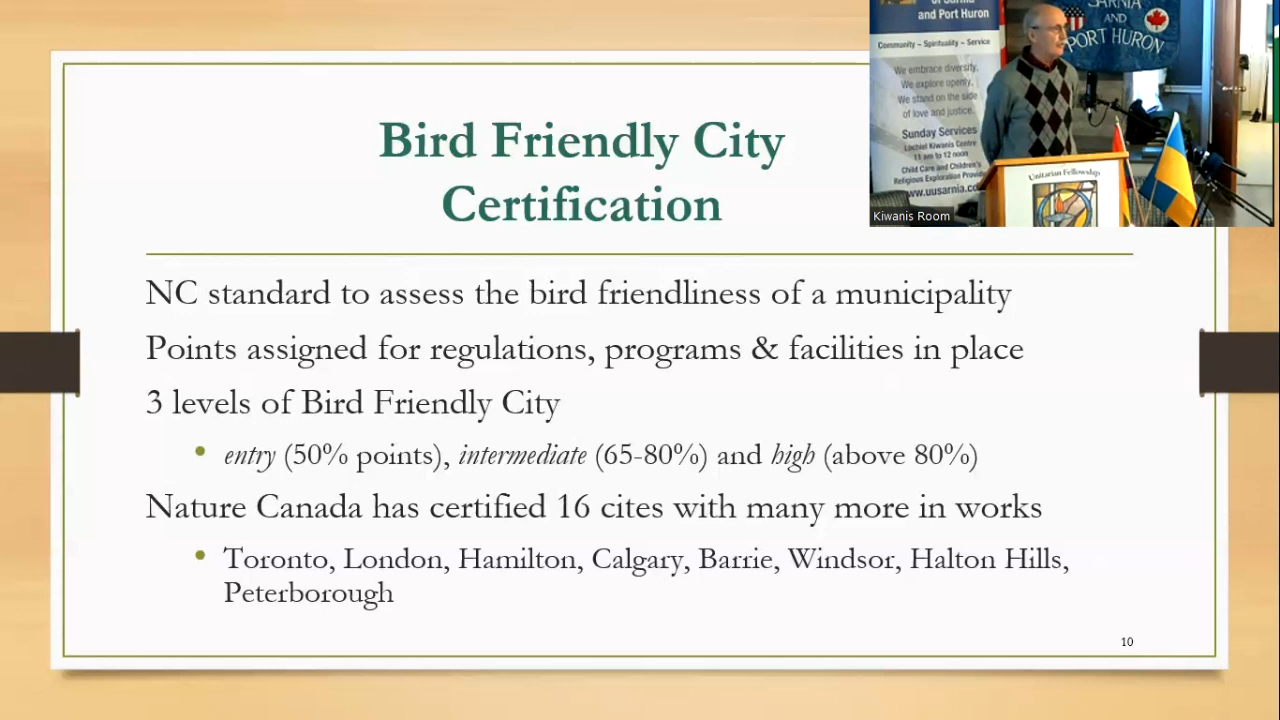 Bird Friendly City
Certification
NC standard to assess the bird friendliness of a municipality
Points assigned for regulations, programs & facilities in place
3 levels of Bird Friendly City
entry (50% points), intermediate (65-80%) and high (above 80%)
Nature Canada has certified 16 cites with many more in works
Toronto, London, Hamilton, Calgary, Barrie, Windsor, Halton Hills,
Peterborough
10
and Port Huron
Community – Spirituality – Service
We embrace diversity,
We explore openly,
We stand on the side
of love and justice.
Sunday Services
Lochiel Kiwanis Centre
11 am to 12 noon
Child Care and Children's
Religious Exploration
www.uusarnia.co
SARNIA
AND
PORT HURON
Unitarian Fellowship
Kiwanis Room